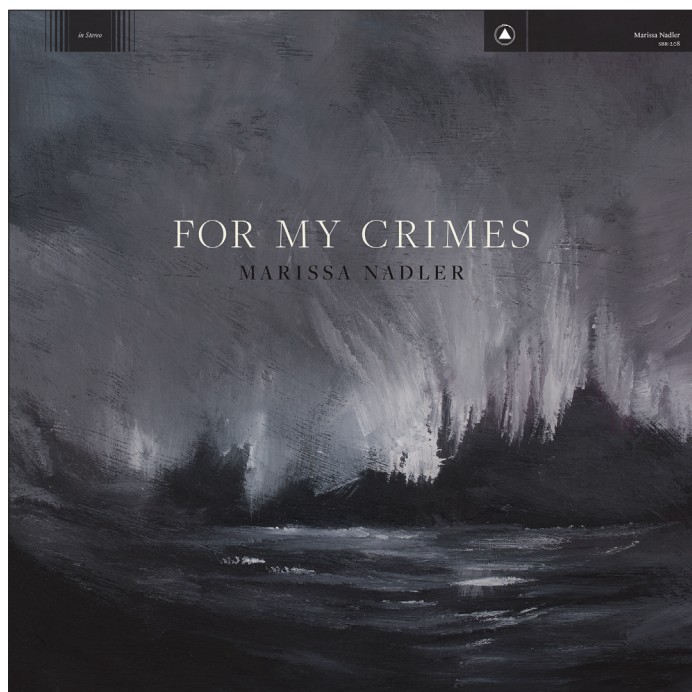 in Stereo
Marissa Nadler
SBR-208
FOR MY CRIMES
MARISSA NADLER